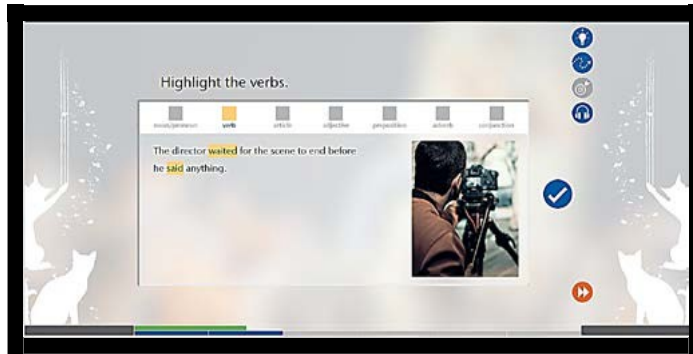 Highlight the verbs.
noun/pronoun verb article adjective preposition adverb conjunction
The director waited for the scene to end before
he said anything.